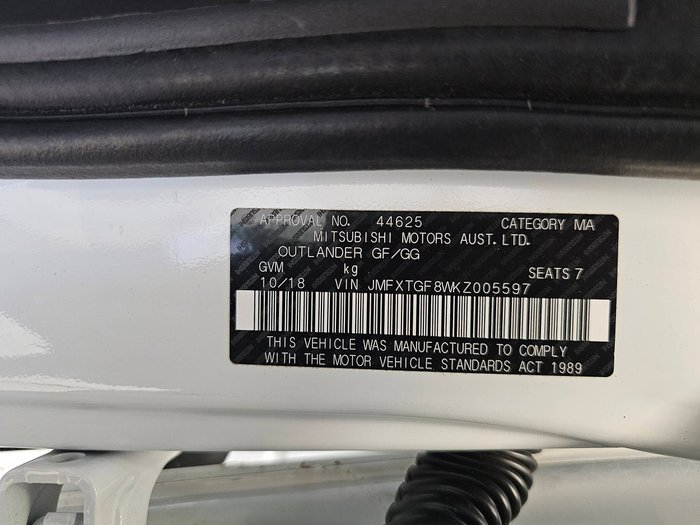 APPROVAL NO. 44625 CATEGORY MA
MITSUBISHI MOTORS AUST. LTD.
OUTLANDER GF/GG
GVM kg SEATS 7
10/18 VIN JMFXTGF8WKZ005597
THIS VEHICLE WAS MANUFACTURED TO COMPLY
WITH THE MOTOR VEHICLE STANDARDS ACT 1989